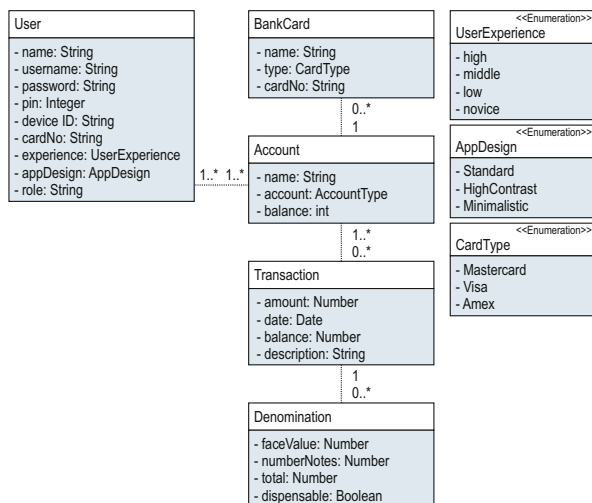 User
- name: String
- username: String
- password: String
- pin: Integer
- device ID: String
- cardNo: String
- experience: UserExperience
- appDesign: AppDesign
- role: String
1..* 1..*
BankCard
- name: String
- type: CardType
- cardNo: String
0..*
1
Account
- name: String
- account: AccountType
- balance: int
1..*
0..*
Transaction
- amount: Number
- date: Date
- balance: Number
- description: String
1
0..*
Denomination
- faceValue: Number
- numberNotes: Number
- total: Number
- dispensable: Boolean
<<Enumeration>>
UserExperience
- high
- middle
- low
- novice
<<Enumeration>>
AppDesign
- Standard
- HighContrast
- Minimalistic
<<Enumeration>>
CardType
- Mastercard
- Visa
- Amex